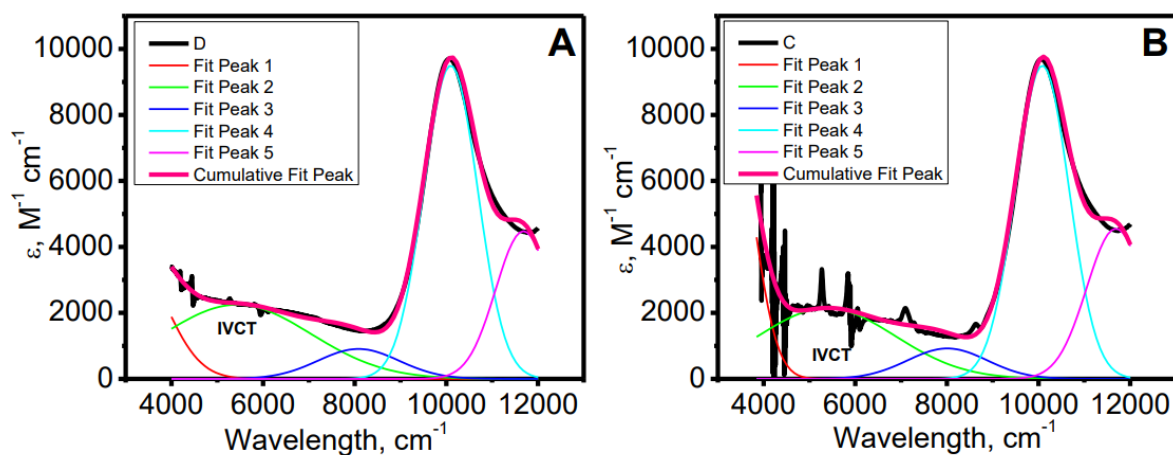 A
D
Fit Peak 1
Fit Peak 2
Fit Peak 3
Fit Peak 4
Fit Peak 5
Cumulative Fit Peak
IVCT
10000
8000
6000
4000
2000
0
ε, M⁻¹ cm⁻¹
4000 6000 8000 10000 12000
Wavelength, cm⁻¹
B
C
Fit Peak 1
Fit Peak 2
Fit Peak 3
Fit Peak 4
Fit Peak 5
Cumulative Fit Peak
IVCT
10000
8000
6000
4000
2000
0
ε, M⁻¹ cm⁻¹
4000 6000 8000 10000 12000
Wavelength, cm⁻¹